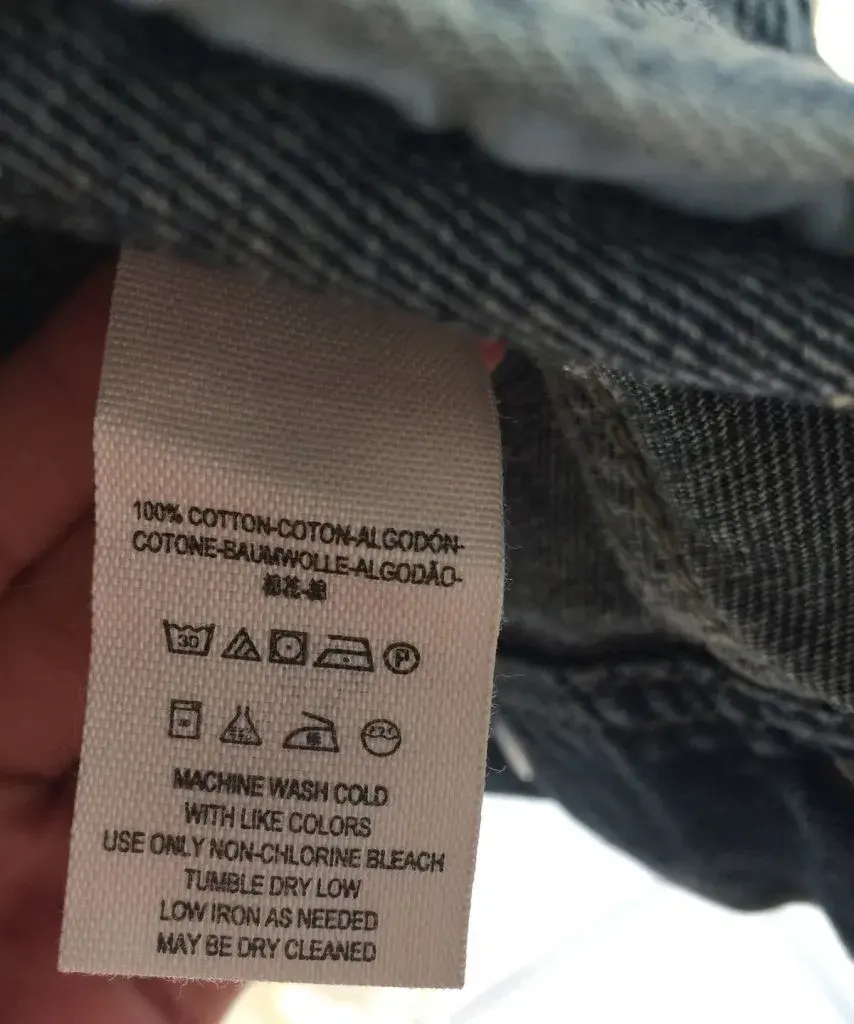 100% COTTON-COTON-ALGODÓN-
COTONE-BAUMWOLLE-ALGODÃO-
30
P
MACHINE WASH COLD
WITH LIKE COLORS
USE ONLY NON-CHLORINE BLEACH
TUMBLE DRY LOW
LOW IRON AS NEEDED
MAY BE DRY CLEANED